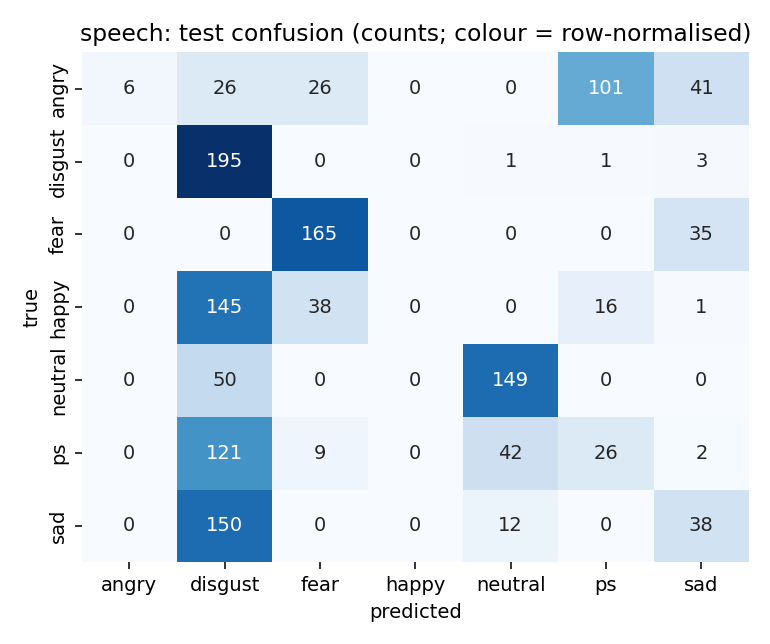 speech: test confusion (counts; colour = row-normalised)
true
angry 6 26 26 0 0 101 41
disgust 0 195 0 0 1 1 3
fear 0 0 165 0 0 0 35
happy 0 145 38 0 0 16 1
neutral 0 50 0 0 149 0 0
ps 0 121 9 0 42 26 2
sad 0 150 0 0 12 0 38
angry disgust fear happy neutral ps sad
predicted